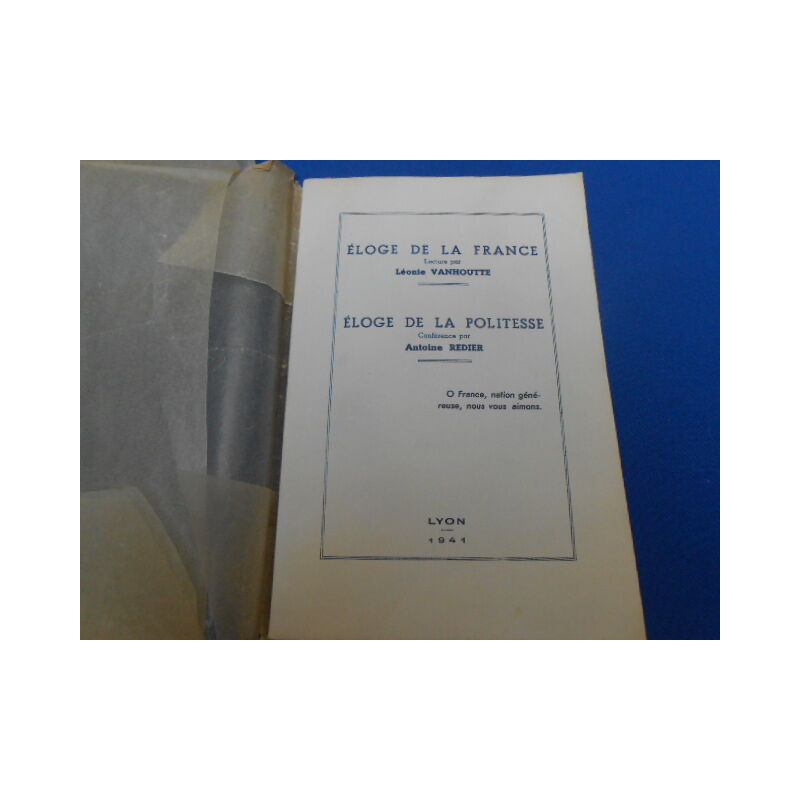 ÉLOGE DE LA FRANCE
Lecture par
Léonie VANHOUTTE
ÉLOGE DE LA POLITESSE
Conférence par
Antoine REDIER
O France, nation géné-
reuse, nous vous aimons.
LYON
1941